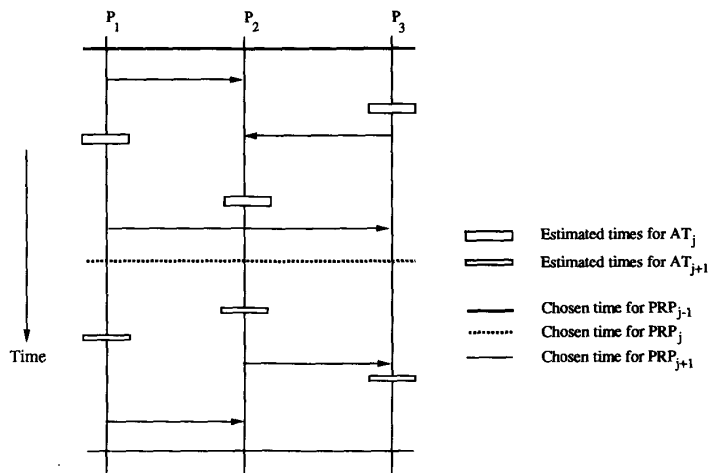 P1
P2
P3
Estimated times for ATj
Estimated times for ATj+1
Chosen time for PRPj-1
Chosen time for PRPj
Chosen time for PRPj+1
Time